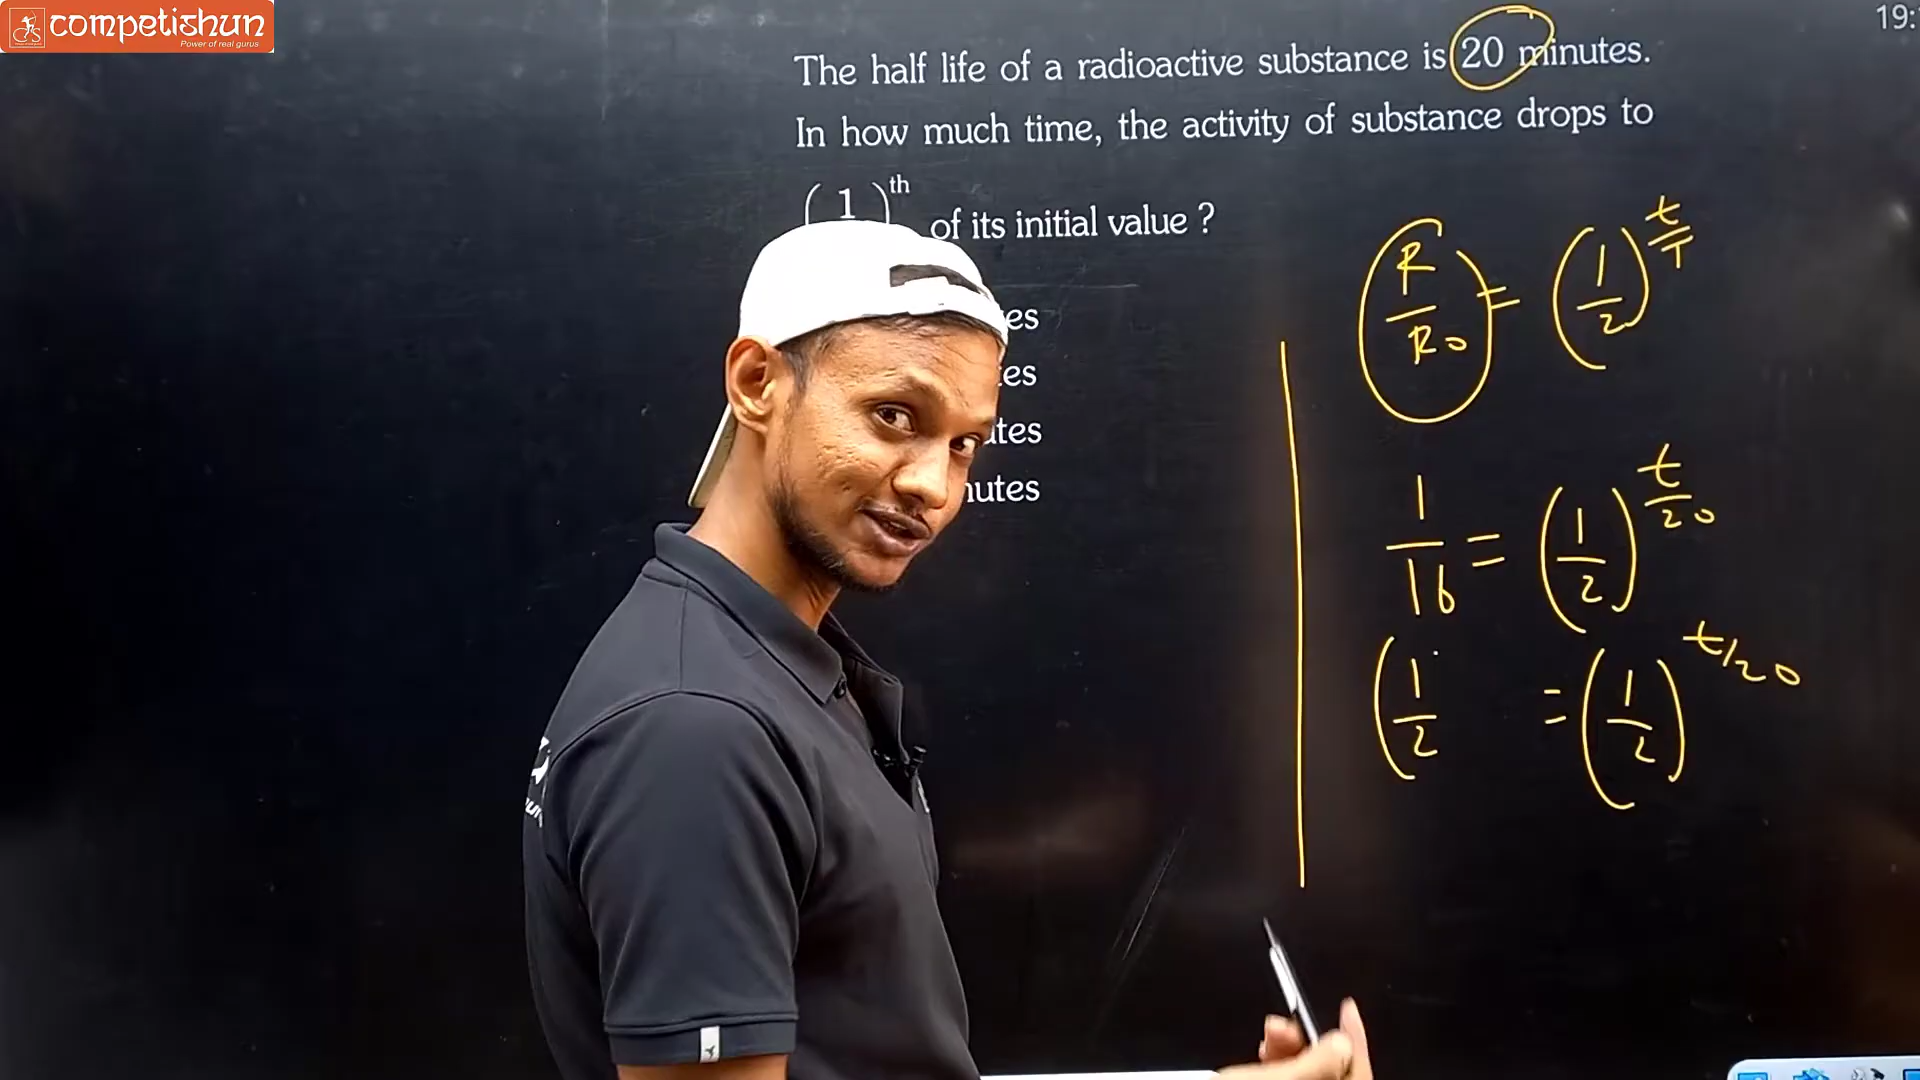 competishun
Power of real gurus
19:
The half life of a radioactive substance is 20 minutes.
In how much time, the activity of substance drops to
(1)th of its initial value ?
es
tes
utes
nutes
R/R0 = (1/2)^t/T
1/16 = (1/2)^t/20
(1/2 = (1/2)^t/20